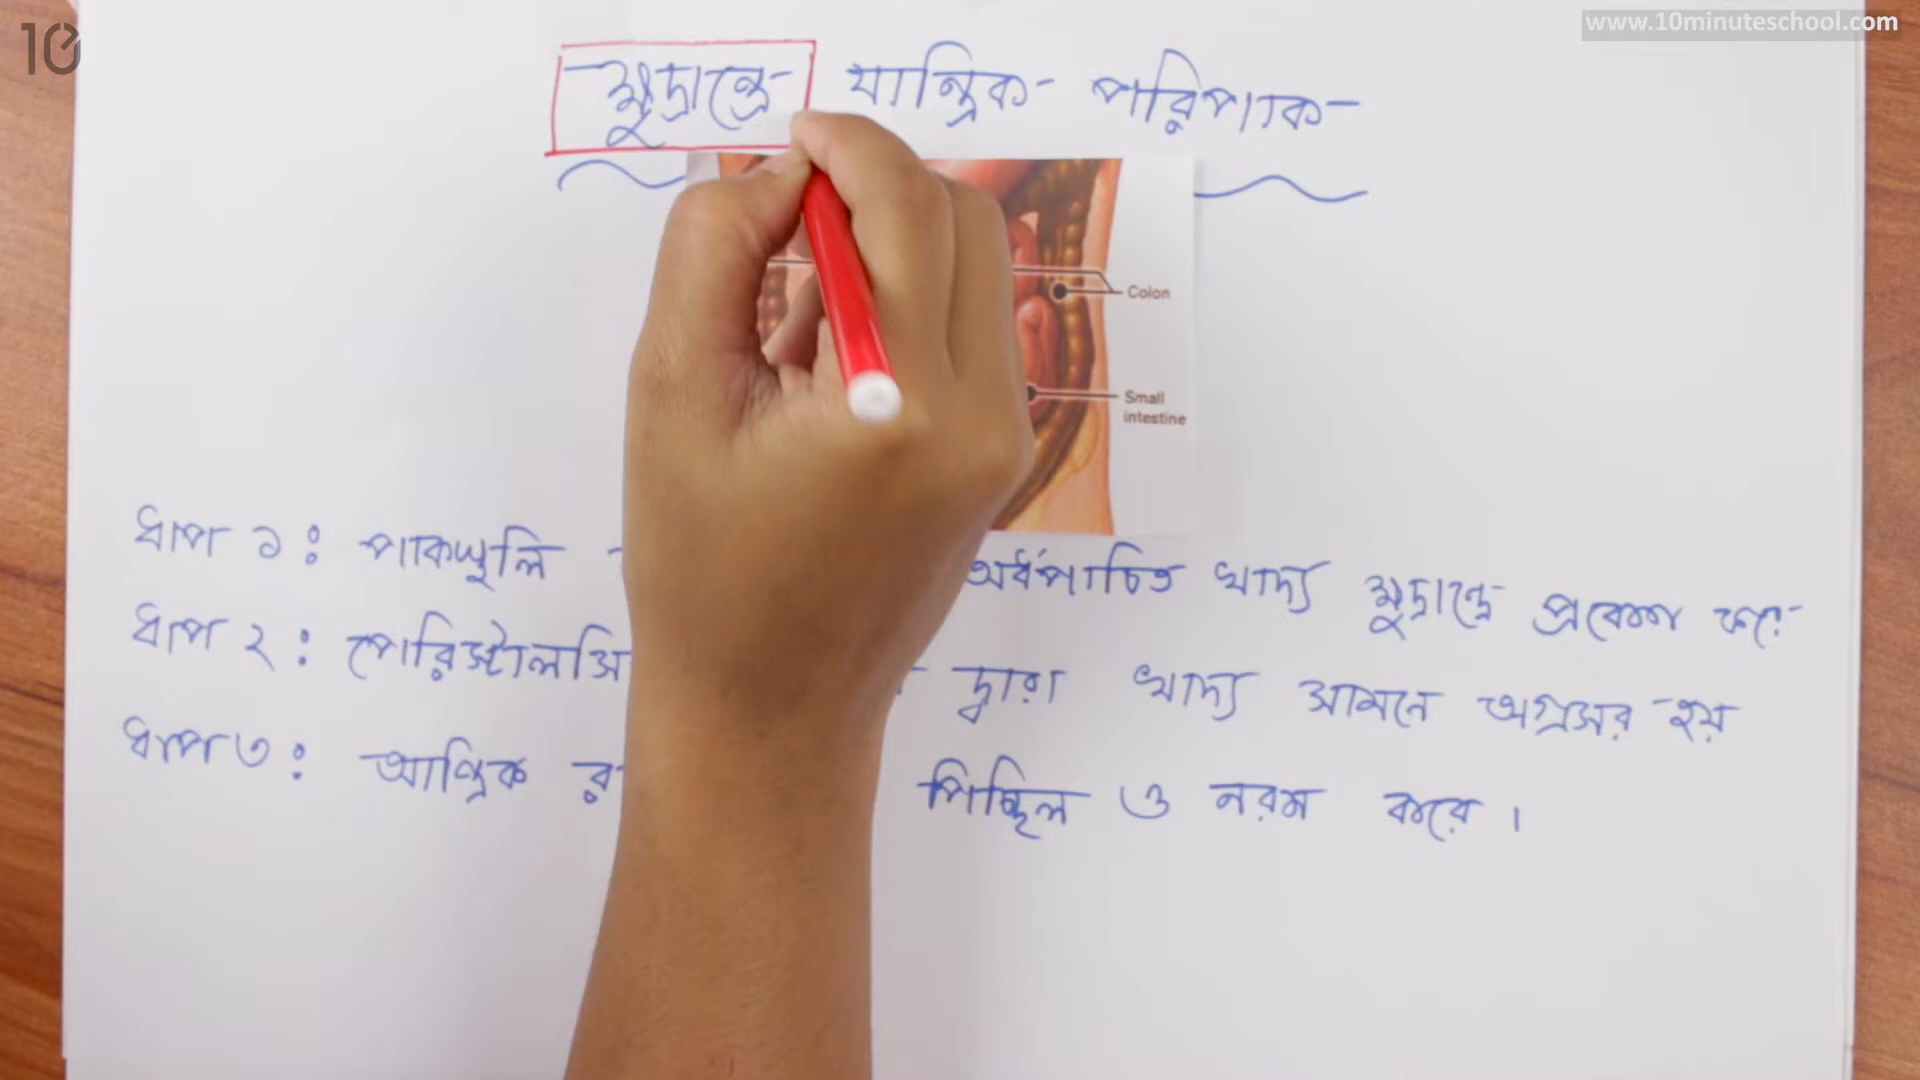 10
www.10minuteschool.com
ক্ষুদ্রান্ত্রে যান্ত্রিক পরিপাক
Colon
Small
intestine
ধাপ ১ : পাকস্থলি অর্ধপাচিত খাদ্য ক্ষুদ্রান্ত্রে প্রবেশ করে
ধাপ ২ : পেরিস্টালসি দ্বারা খাদ্য সামনে অগ্রসর হয়
ধাপ ৩ : আন্ত্রিক র পিচ্ছিল ও নরম করে ।